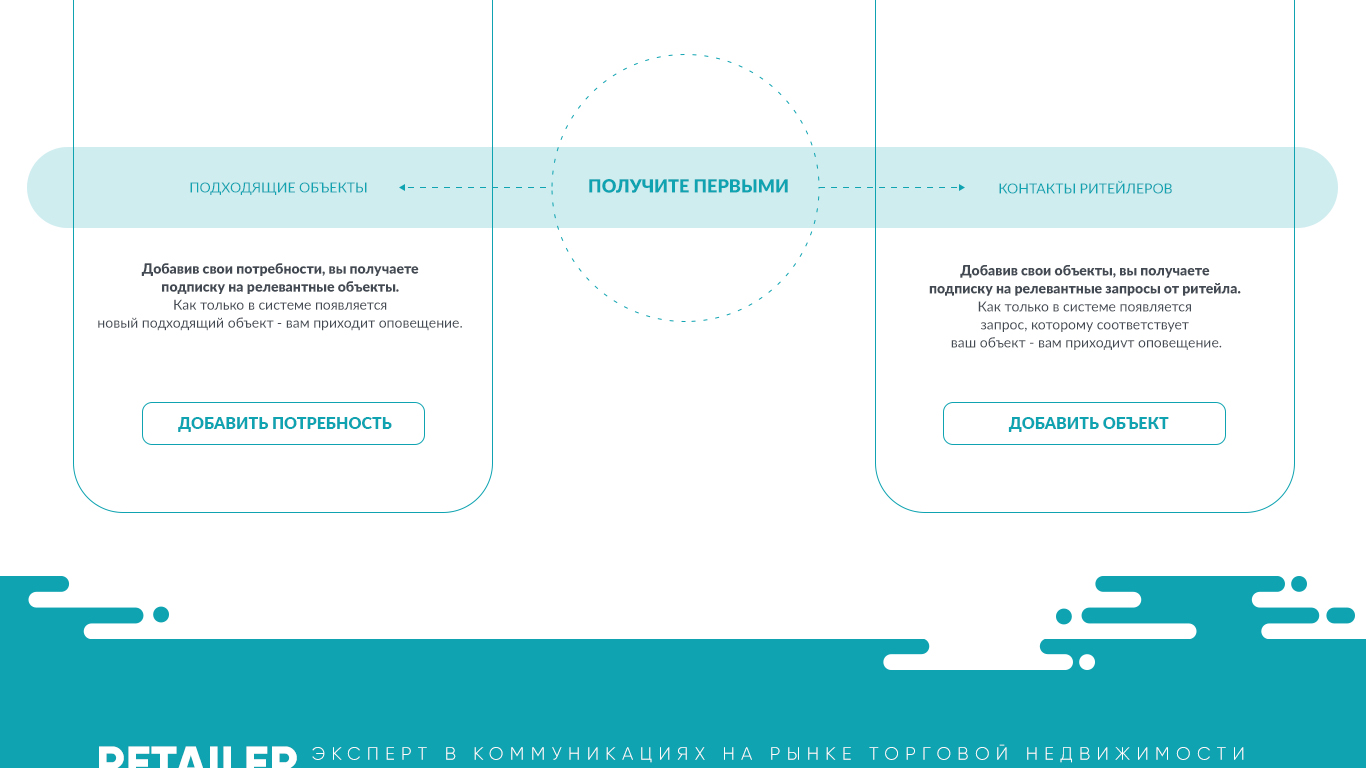 ПОДХОДЯЩИЕ ОБЪЕКТЫ
ПОЛУЧИТЕ ПЕРВЫМИ
КОНТАКТЫ РИТЕЙЛЕРОВ
Добавив свои потребности, вы получаете
подписку на релевантные объекты.
Как только в системе появляется
новый подходящий объект - вам приходит оповещение.
ДОБАВИТЬ ПОТРЕБНОСТЬ
Добавив свои объекты, вы получаете
подписку на релевантные запросы от ритейла.
Как только в системе появляется
запрос, которому соответствует
ваш объект - вам приходиvт оповещение.
ДОБАВИТЬ ОБЪЕКТ
RETAILER ЭКСПЕРТ В КОММУНИКАЦИЯХ НА РЫНКЕ ТОРГОВОЙ НЕДВИЖИМОСТИ